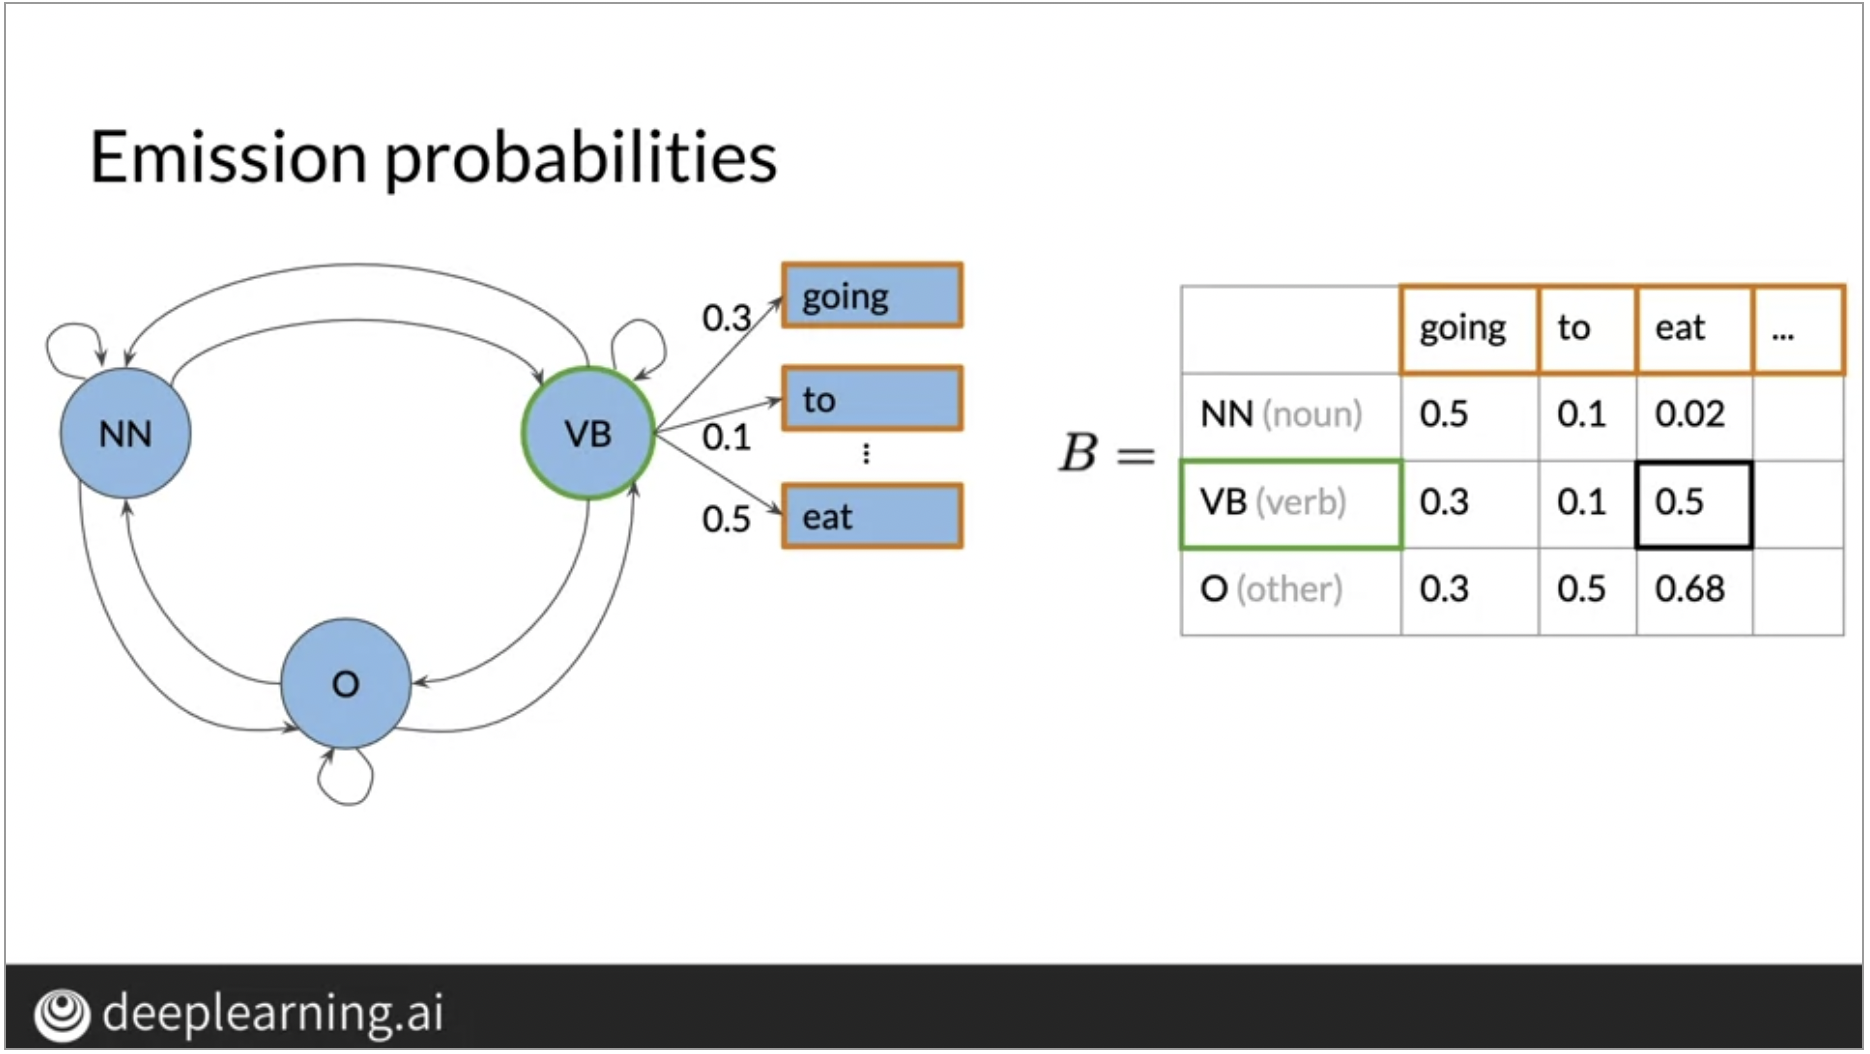 Emission probabilities
going
0.3
to
NN
VB
0.1
⋮
0.5
eat
O
B =
going to eat ...
NN (noun) 0.5 0.1 0.02
VB (verb) 0.3 0.1 0.5
O (other) 0.3 0.5 0.68
deeplearning.ai